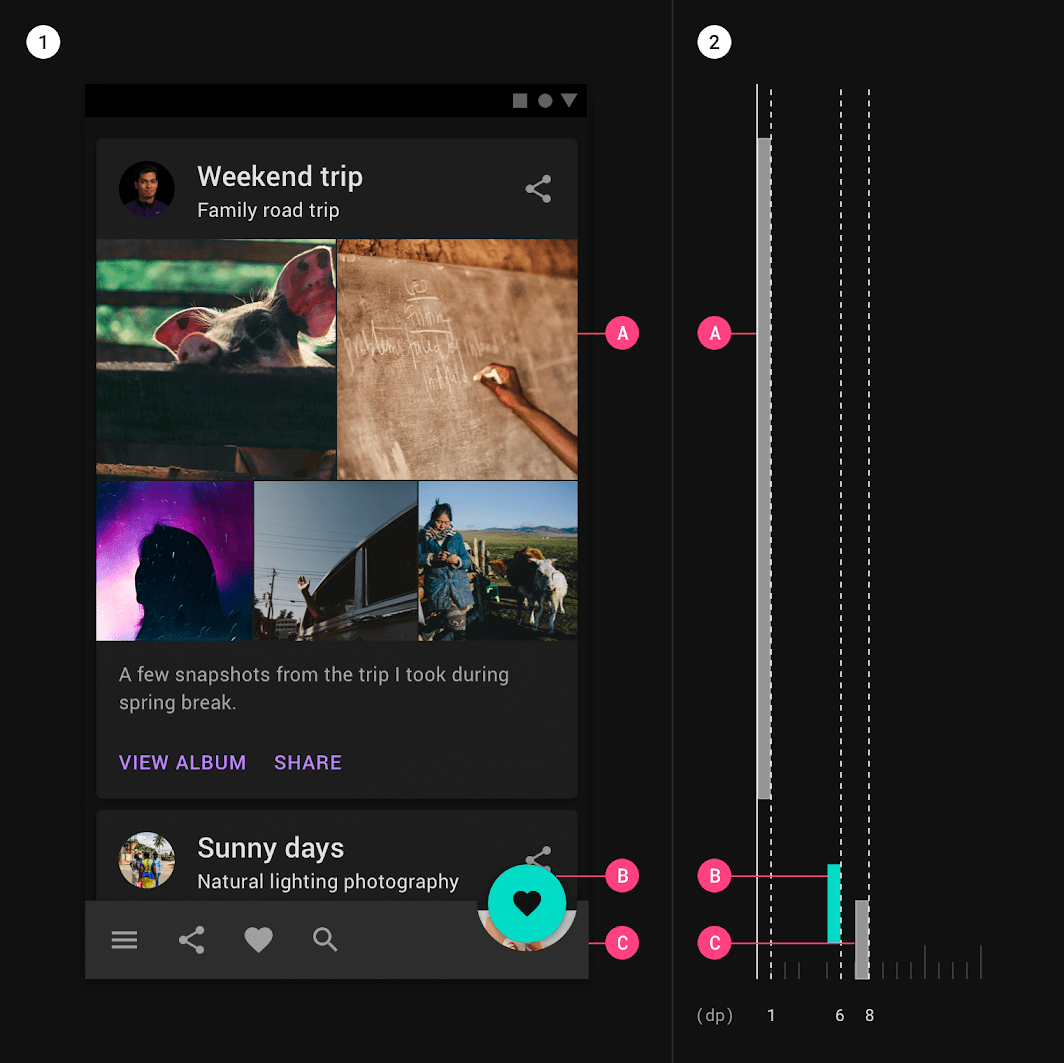 1
Weekend trip
Family road trip
A few snapshots from the trip I took during
spring break.
VIEW ALBUM SHARE
Sunny days
Natural lighting photography
A
B
C
2
A
B
C
(dp) 1 6 8